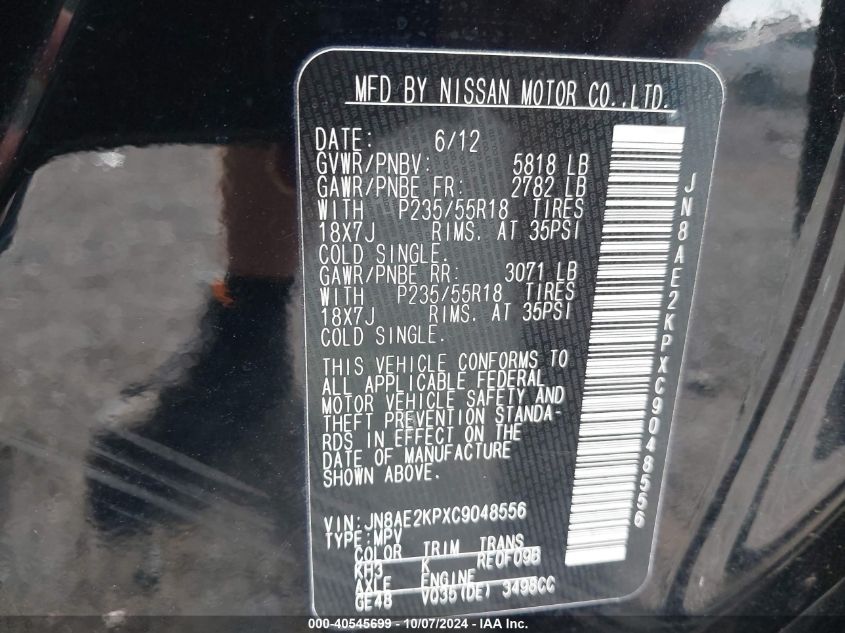 MFD BY NISSAN MOTOR CO.,LTD.
DATE: 6/12
GVWR/PNBV: 5818 LB
GAWR/PNBE FR: 2782 LB
WITH P235/55R18 TIRES
18X7J RIMS. AT 35PSI
COLD SINGLE.
GAWR/PNBE RR: 3071 LB
WITH P235/55R18 TIRES
18X7J RIMS. AT 35PSI
COLD SINGLE.
THIS VEHICLE CONFORMS TO
ALL APPLICABLE FEDERAL
MOTOR VEHICLE SAFETY AND
THEFT PREVENTION STANDA-
RDS IN EFFECT ON THE
DATE OF MANUFACTURE
SHOWN ABOVE.
VIN:JN8AE2KPXC9048556
TYPE:MPV
COLOR TRIM TRANS
KH3 K RE0F09B
AXLE ENGINE
GE48 VQ35(DE) 3498CC
JN8AE2KPXC9048556
000-40545699 - 10/07/2024 - IAA Inc.